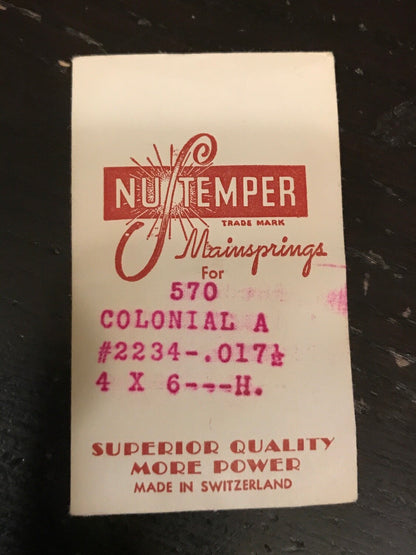 NU TEMPER
TRADE MARK
Mainsprings
For
570
COLONIAL A
#2234-.017½
4 X 6---H.
SUPERIOR QUALITY
MORE POWER
MADE IN SWITZERLAND